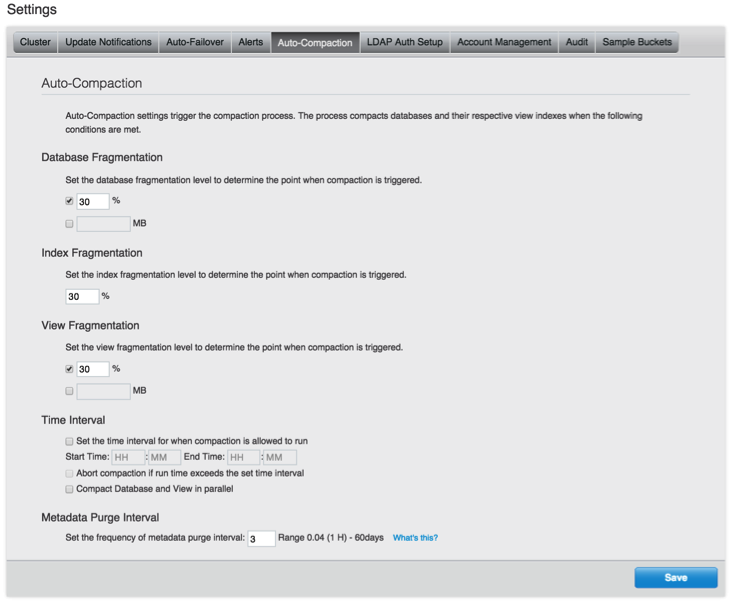 Settings
Cluster Update Notifications Auto-Failover Alerts Auto-Compaction LDAP Auth Setup Account Management Audit Sample Buckets
Auto-Compaction
Auto-Compaction settings trigger the compaction process. The process compacts databases and their respective view indexes when the following
conditions are met.
Database Fragmentation
Set the database fragmentation level to determine the point when compaction is triggered.
30 %
MB
Index Fragmentation
Set the index fragmentation level to determine the point when compaction is triggered.
30 %
View Fragmentation
Set the view fragmentation level to determine the point when compaction is triggered.
30 %
MB
Time Interval
Set the time interval for when compaction is allowed to run
Start Time: HH : MM End Time: HH : MM
Abort compaction if run time exceeds the set time interval
Compact Database and View in parallel
Metadata Purge Interval
Set the frequency of metadata purge interval: 3 Range 0.04 (1 H) - 60days What's this?
Save